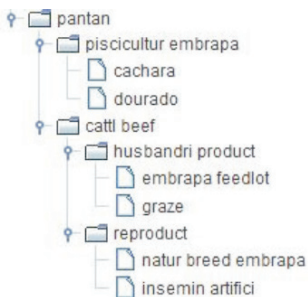 pantan
piscicultur embrapa
cachara
dourado
cattl beef
husbandri product
embrapa feedlot
graze
reproduct
natur breed embrapa
insemin artifici